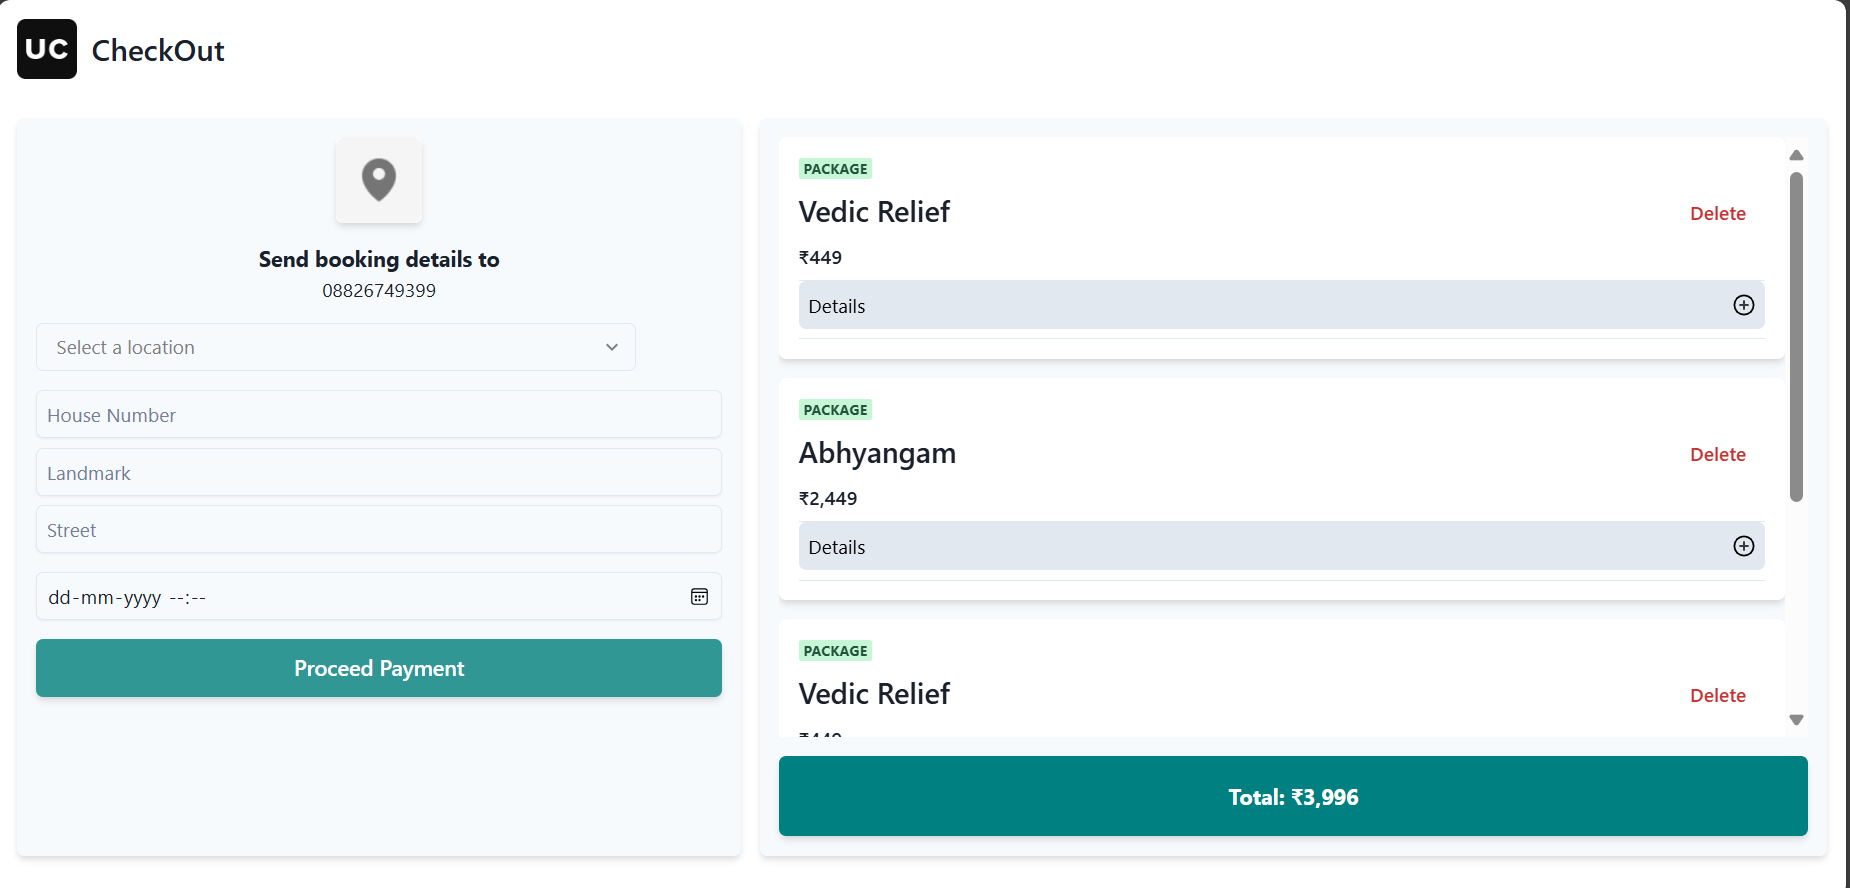 UC CheckOut
Send booking details to
08826749399
Select a location
House Number
Landmark
Street
dd-mm-yyyy --:--
Proceed Payment
PACKAGE
Vedic Relief
Delete
₹449
Details
PACKAGE
Abhyangam
Delete
₹2,449
Details
PACKAGE
Vedic Relief
Delete
Total: ₹3,996